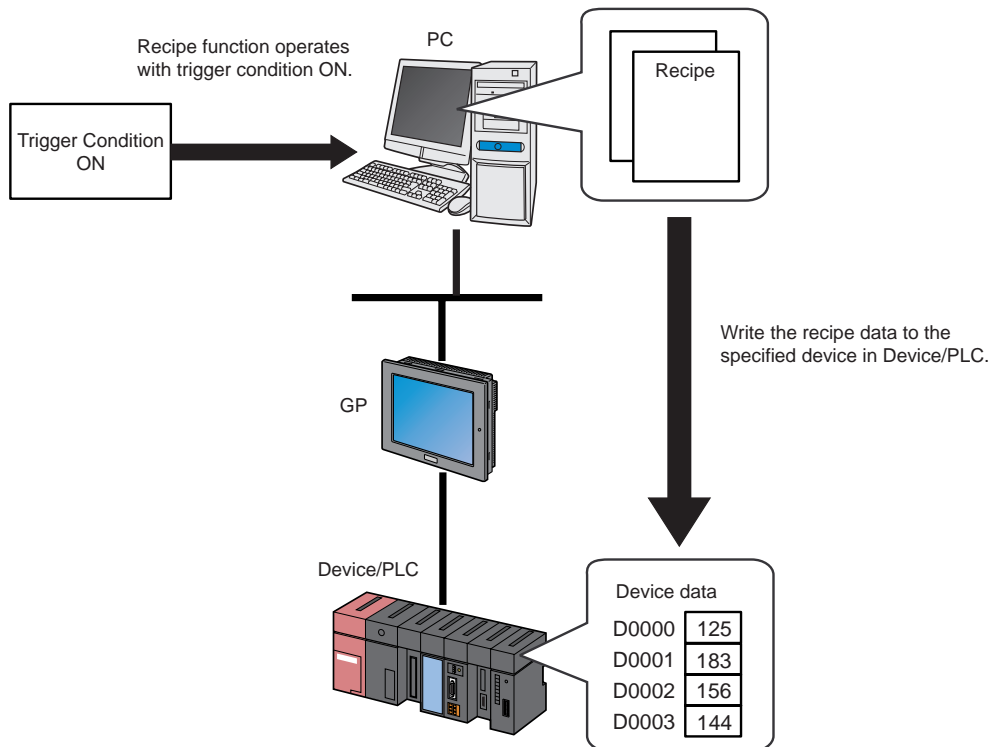 Recipe function operates
with trigger condition ON.
PC
Recipe
Trigger Condition
ON
Write the recipe data to the
specified device in Device/PLC.
GP
Device/PLC
Device data
D0000 125
D0001 183
D0002 156
D0003 144